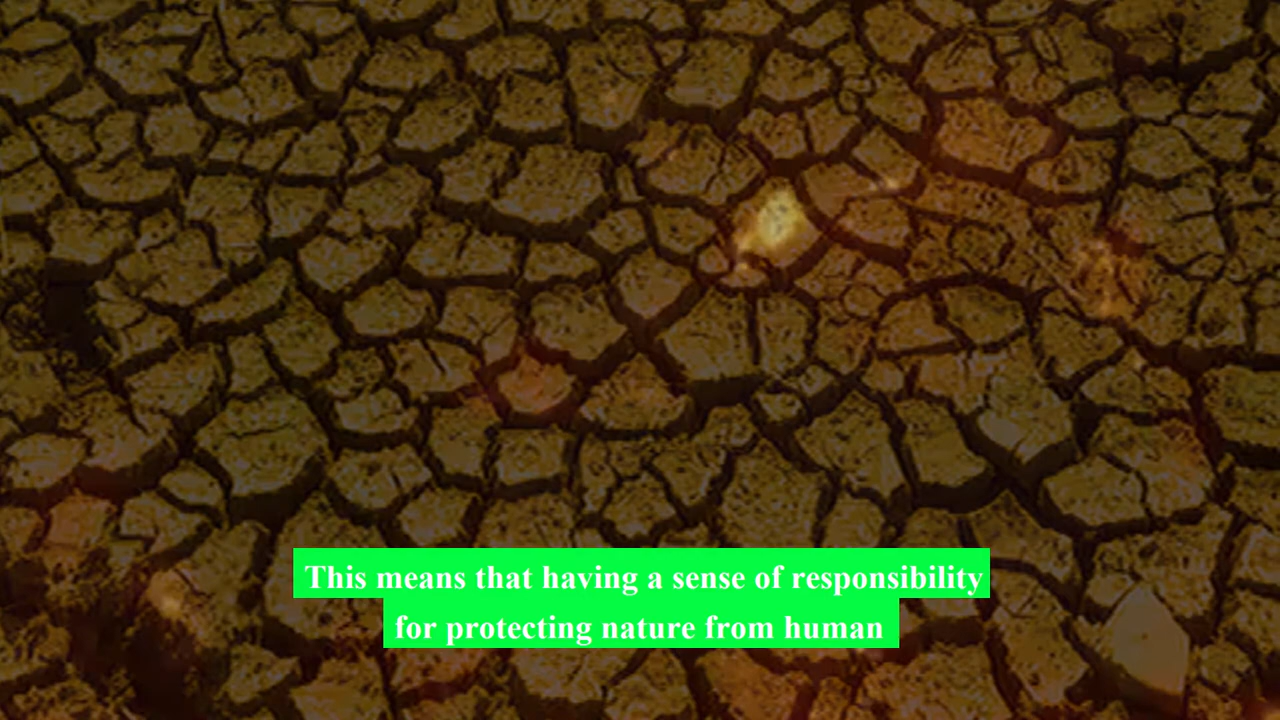 This means that having a sense of responsibility
for protecting nature from human